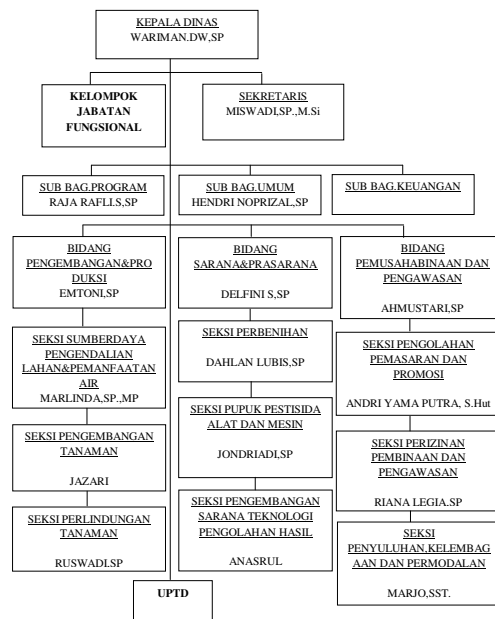 KEPALA DINAS
WARIMAN.DW,SP
KELOMPOK
JABATAN
FUNGSIONAL
SEKRETARIS
MISWADI,SP.,M.Si
SUB BAG.PROGRAM
RAJA RAFLI.S,SP
SUB BAG.UMUM
HENDRI NOPRIZAL,SP
SUB BAG.KEUANGAN
BIDANG
PENGEMBANGAN&PRO
DUKSI
EMTONI,SP
BIDANG
SARANA&PRASARANA
DELFINI S,SP
BIDANG
PEMUSAHABINAAN DAN
PENGAWASAN
AHMUSTARI,SP
SEKSI SUMBERDAYA
PENGENDALIAN
LAHAN&PEMANFAATAN
AIR
MARLINDA,SP.,MP
SEKSI PERBENIHAN
DAHLAN LUBIS,SP
SEKSI PENGOLAHAN
PEMASARAN DAN
PROMOSI
ANDRI YAMA PUTRA, S.Hut
SEKSI PENGEMBANGAN
TANAMAN
JAZARI
SEKSI PUPUK PESTISIDA
ALAT DAN MESIN
JONDRIADI,SP
SEKSI PERIZINAN
PEMBINAAN DAN
PENGAWASAN
RIANA LEGIA.SP
SEKSI PERLINDUNGAN
TANAMAN
RUSWADI.SP
SEKSI PENGEMBANGAN
SARANA TEKNOLOGI
PENGOLAHAN HASIL
ANASRUL
SEKSI
PENYULUHAN,KELEMBAG
AAN DAN PERMODALAN
MARJO,SST.
UPTD